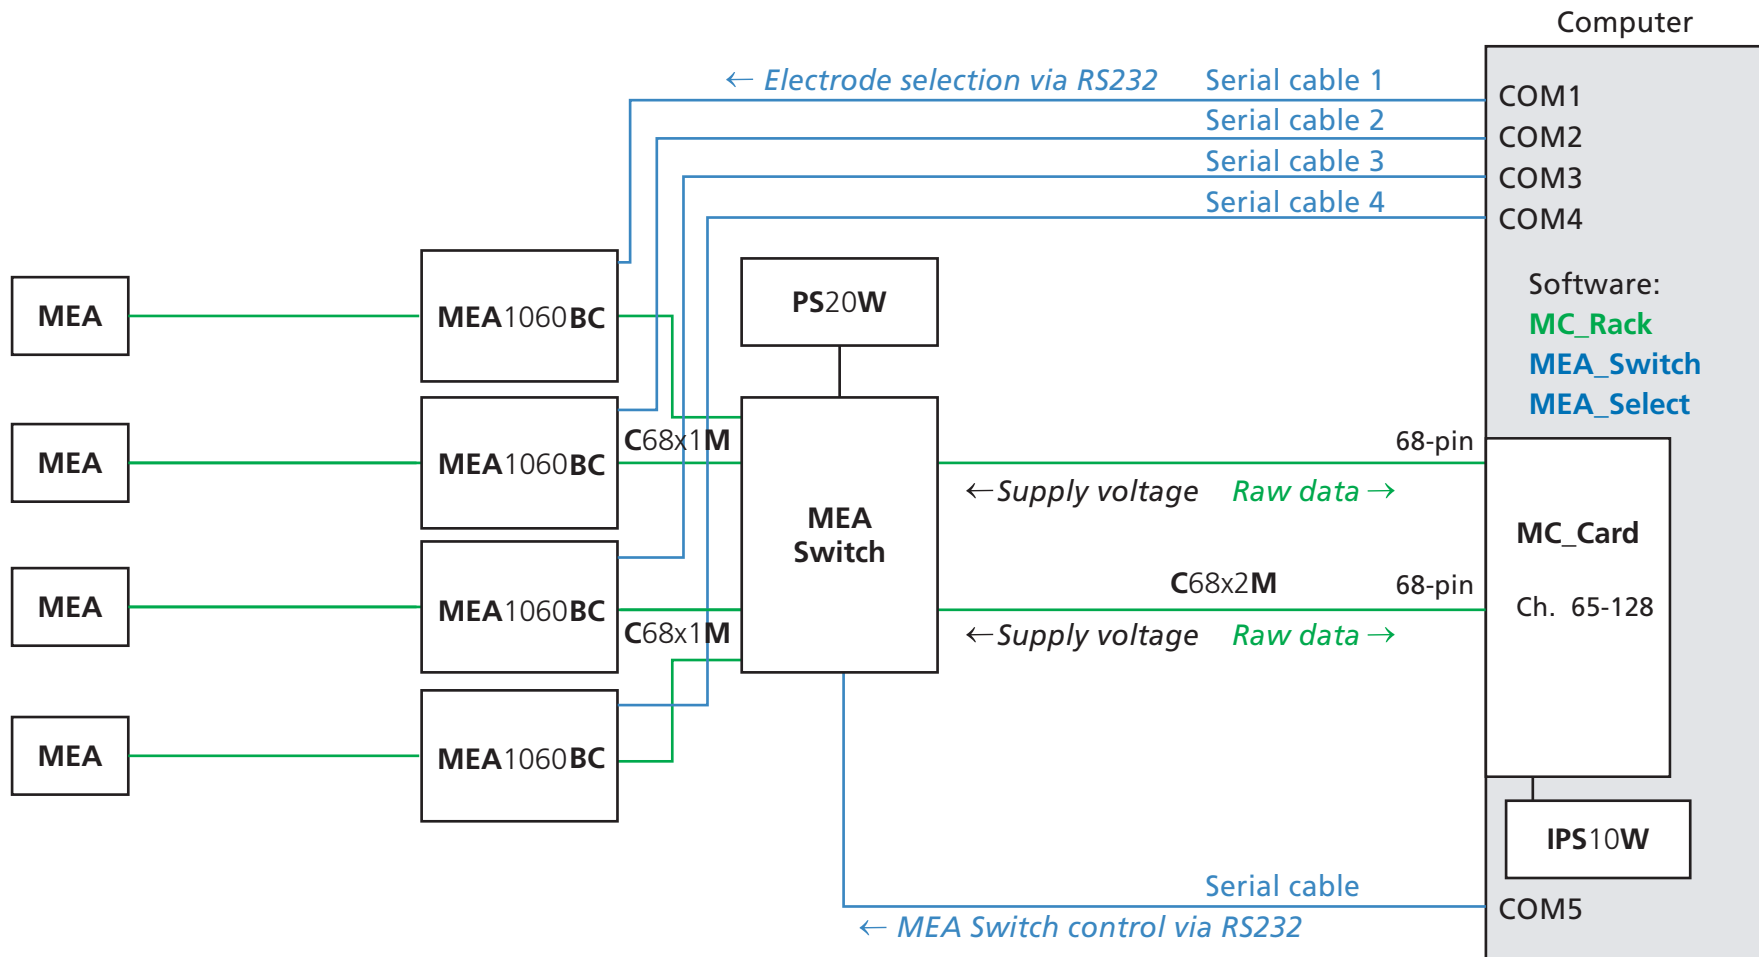 Computer
← Electrode selection via RS232
Serial cable 1
COM1
Serial cable 2
COM2
Serial cable 3
COM3
Serial cable 4
COM4
Software:
MC_Rack
MEA_Switch
MEA_Select
MEA
MEA1060BC
PS20W
MEA
MEA1060BC
C68x1M
68-pin
←Supply voltage
Raw data →
MEA
Switch
MC_Card
Ch. 65-128
MEA
MEA1060BC
C68x1M
C68x2M
68-pin
←Supply voltage
Raw data →
MEA
MEA1060BC
IPS10W
Serial cable
COM5
← MEA Switch control via RS232